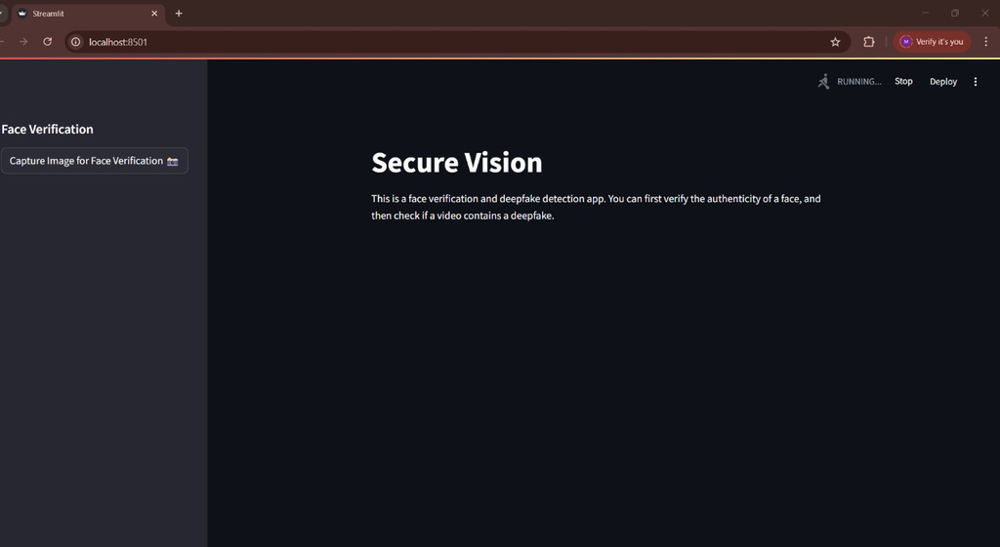 Streamlit
localhost:8501
Verify it's you
M
RUNNING...
Stop
Deploy
Face Verification
Capture Image for Face Verification
Secure Vision
This is a face verification and deepfake detection app. You can first verify the authenticity of a face, and
then check if a video contains a deepfake.